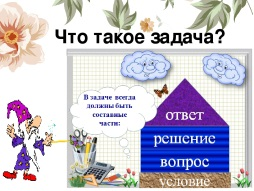 Что такое задача?
В задаче всегда
должны быть
составные
части:
ответ
решение
вопрос
условие